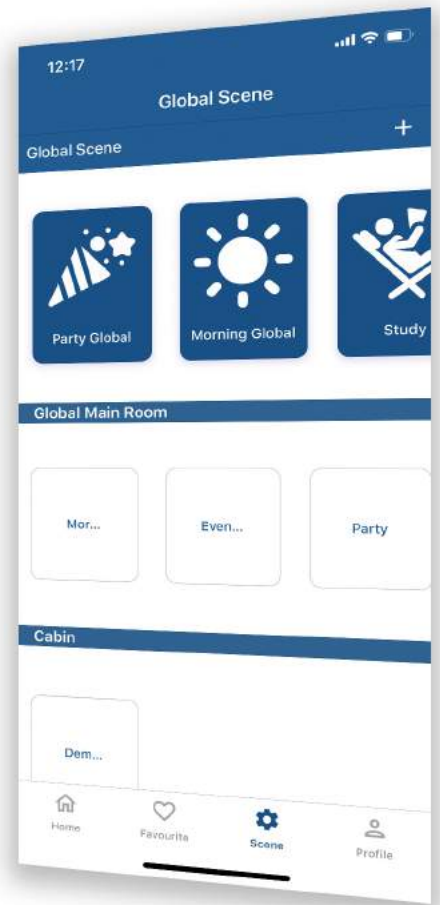 12:17
Global Scene
Global Scene +
Party Global
Morning Global
Study
Global Main Room
Mor...
Even...
Party
Cabin
Dem...
Home
Favourite
Scene
Profile